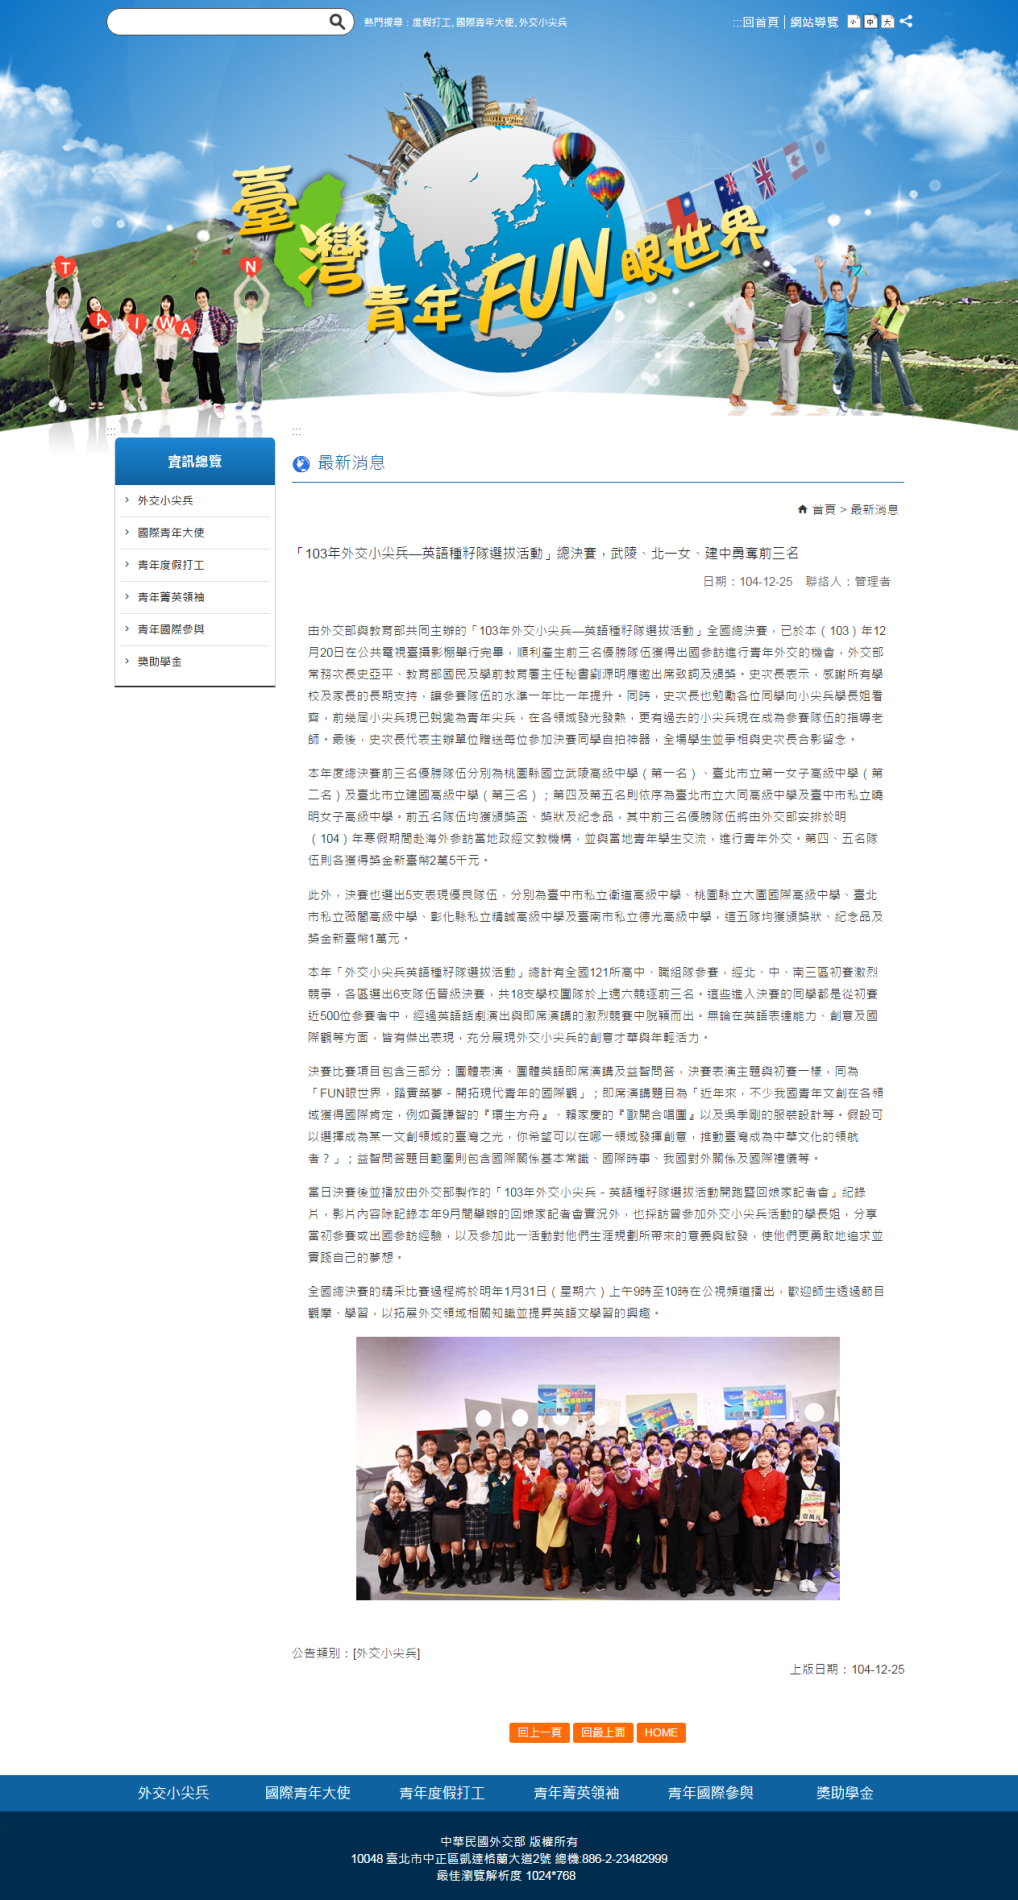 熱門搜尋：度假打工, 國際青年大使, 外交小尖兵
:::回首頁 | 網站導覽 小 中 大
臺灣青年FUN眼世界
T A I W A N
:::
:::
資訊總覽
外交小尖兵
國際青年大使
青年度假打工
青年菁英領袖
青年國際參與
獎助學金
最新消息
首頁 > 最新消息
「103年外交小尖兵—英語種籽隊選拔活動」總決賽，武陵、北一女、建中勇奪前三名
日期：104-12-25 聯絡人：管理者
由外交部與教育部共同主辦的「103年外交小尖兵—英語種籽隊選拔活動」全國總決賽，已於本（103）年12
月20日在公共電視臺攝影棚舉行完畢，順利產生前三名優勝隊伍獲得出國參訪進行青年外交的機會，外交部
常務次長史亞平、教育部國民及學前教育署主任秘書劉源明應邀出席致詞及頒獎。史次長表示，感謝所有學
校及家長的長期支持，讓參賽隊伍的水準一年比一年提升。同時，史次長也勉勵各位同學向小尖兵學長姐看
齊，前幾屆小尖兵現已蛻變為青年尖兵，在各領域發光發熱，更有過去的小尖兵現在成為參賽隊伍的指導老
師。最後，史次長代表主辦單位贈送每位參加決賽同學自拍神器，全場學生並爭相與史次長合影留念。
本年度總決賽前三名優勝隊伍分別為桃園縣國立武陵高級中學（第一名）、臺北市立第一女子高級中學（第
二名）及臺北市立建國高級中學（第三名）；第四及第五名則依序為臺北市立大同高級中學及臺中市私立曉
明女子高級中學。前五名隊伍均獲頒獎盃、獎狀及紀念品，其中前三名優勝隊伍將由外交部安排於明
（104）年寒假期間赴海外參訪當地政經文教機構，並與當地青年學生交流，進行青年外交。第四、五名隊
伍則各獲得獎金新臺幣2萬5千元。
此外，決賽也選出5支表現優良隊伍，分別為臺中市私立衛道高級中學、桃園縣立大園國際高級中學、臺北
市私立薇閣高級中學、彰化縣私立精誠高級中學及臺南市私立德光高級中學，這五隊均獲頒獎狀、紀念品及
獎金新臺幣1萬元。
本年「外交小尖兵英語種籽隊選拔活動」總計有全國121所高中、職組隊參賽，經北、中、南三區初賽激烈
競爭，各區選出6支隊伍晉級決賽，共18支學校團隊於上週六競逐前三名。這些進入決賽的同學都是從初賽
近500位參賽者中，經過英語話劇演出與即席演講的激烈競賽中脫穎而出。無論在英語表達能力、創意及國
際觀等方面，皆有傑出表現，充分展現外交小尖兵的創意才華與年輕活力。
決賽比賽項目包含三部分：團體表演、團體英語即席演講及益智問答，決賽表演主題與初賽一樣，同為
「FUN眼世界，踏實築夢－開拓現代青年的國際觀」；即席演講題目為「近年來，不少我國青年文創在各領
域獲得國際肯定，例如黃謙智的『環生方舟』、賴家慶的『歐開合唱團』以及吳季剛的服裝設計等。假設可
以選擇成為某一文創領域的臺灣之光，你希望可以在哪一領域發揮創意，推動臺灣成為中華文化的領航
者？」；益智問答題目範圍則包含國際關係基本常識、國際時事、我國對外關係及國際禮儀等。
當日決賽後並播放由外交部製作的「103年外交小尖兵－英語種籽隊選拔活動開跑暨回娘家記者會」紀錄
片，影片內容除記錄本年9月間舉辦的回娘家記者會實況外，也採訪曾參加外交小尖兵活動的學長姐，分享
當初參賽或出國參訪經驗，以及參加此一活動對他們生涯規劃所帶來的意義與啟發，使他們更勇敢地追求並
實踐自己的夢想。
全國總決賽的精采比賽過程將於明年1月31日（星期六）上午9時至10時在公視頻道播出，歡迎師生透過節目
觀摩、學習，以拓展外交領域相關知識並提昇英語文學習的興趣。
公告類別：[外交小尖兵]
上版日期：104-12-25
回上一頁 回最上面 HOME
外交小尖兵 國際青年大使 青年度假打工 青年菁英領袖 青年國際參與 獎助學金
中華民國外交部 版權所有
10048 臺北市中正區凱達格蘭大道2號 總機:886-2-23482999
最佳瀏覽解析度 1024*768